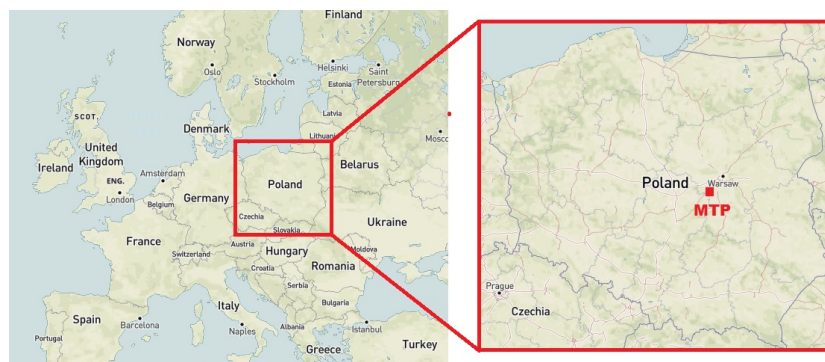 Finland
Norway
Oslo
Helsinki
Saint
Petersburg
Stockholm
Estonia
SCOT.
Latvia
Mosco
Denmark
Lithuania
United
Kingdom
Ireland
ENG.
Amsterdam
London
Belgium
Germany
Poland
Belarus
Czechia
Slovakia
Ukraine
France
Austria
Switzerland
Hungary
Moldova
Croatia
Romania
Serbia
Italy
Bulgaria
Spain
Barcelona
Portugal
Naples
Albania
Istanbul
Greece
Turkey
Poland
Warsaw
MTP
Prague
Czechia